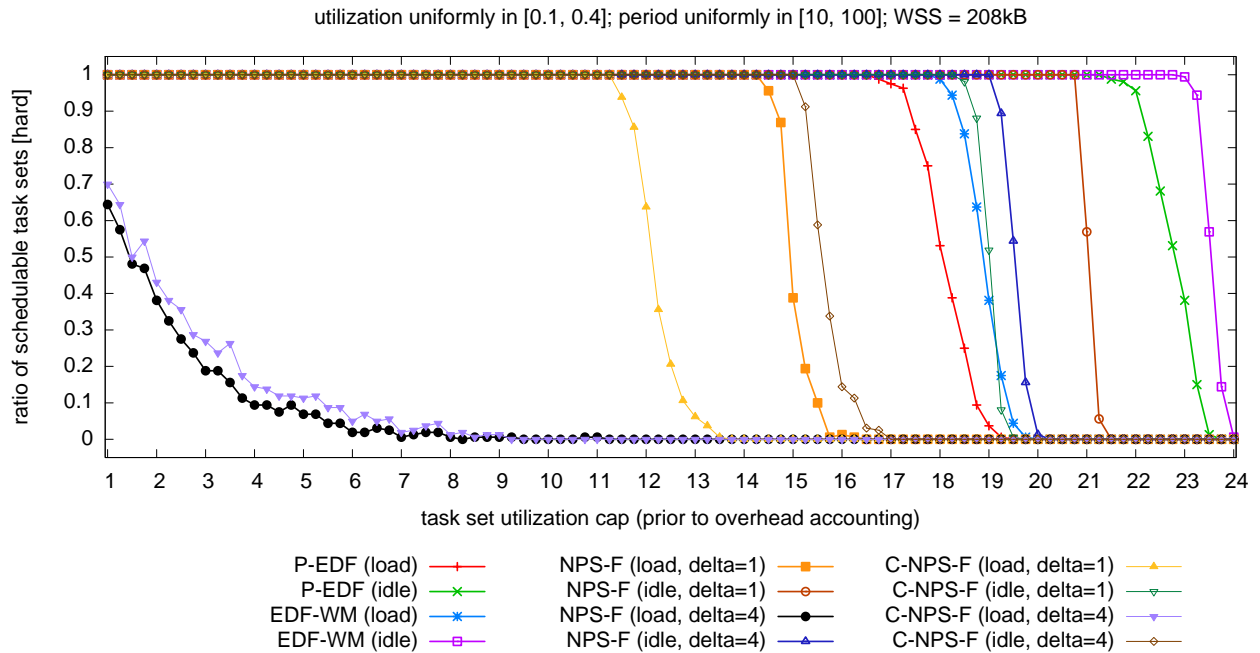 utilization uniformly in [0.1, 0.4]; period uniformly in [10, 100]; WSS = 208kB
ratio of schedulable task sets [hard]
1
0.9
0.8
0.7
0.6
0.5
0.4
0.3
0.2
0.1
0
1 2 3 4 5 6 7 8 9 10 11 12 13 14 15 16 17 18 19 20 21 22 23 24
task set utilization cap (prior to overhead accounting)
P-EDF (load)
P-EDF (idle)
EDF-WM (load)
EDF-WM (idle)
NPS-F (load, delta=1)
NPS-F (idle, delta=1)
NPS-F (load, delta=4)
NPS-F (idle, delta=4)
C-NPS-F (load, delta=1)
C-NPS-F (idle, delta=1)
C-NPS-F (load, delta=4)
C-NPS-F (idle, delta=4)